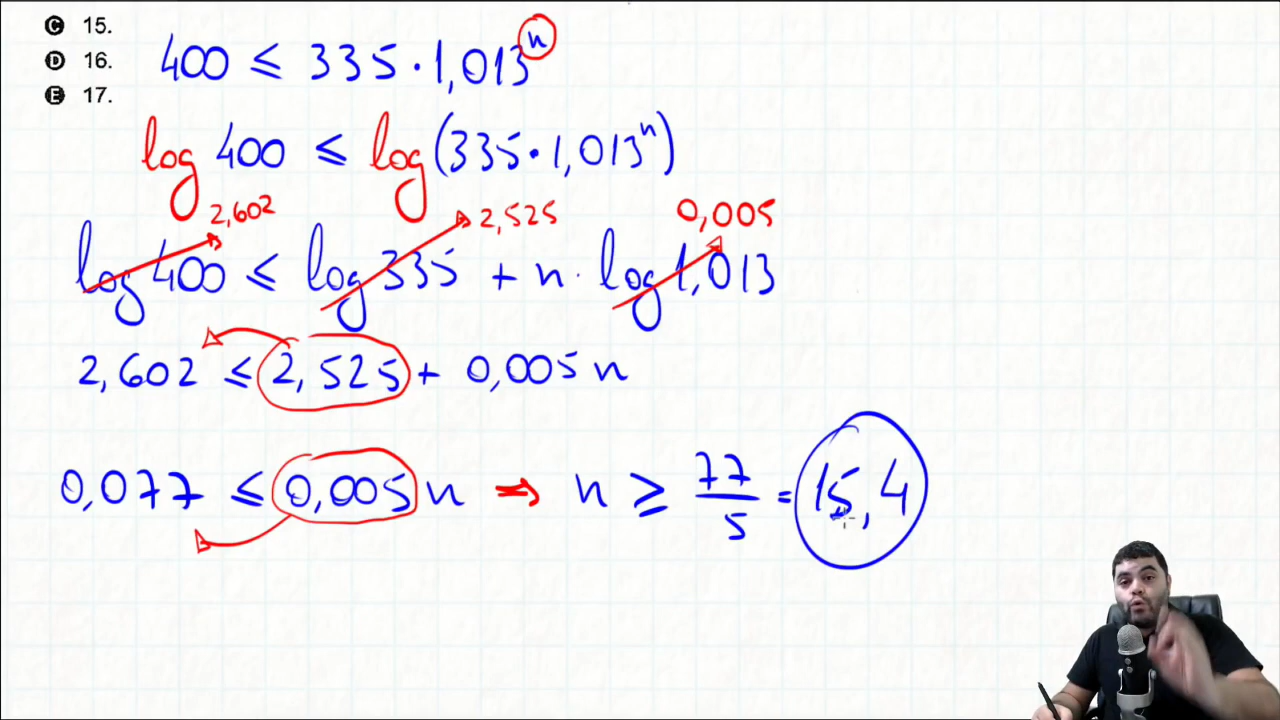 C 15.
D 16.
E 17.
400 ≤ 335 · 1,013ⁿ
log 400 ≤ log(335 · 1,013ⁿ)
2,602 2,525 0,005
log 400 ≤ log 335 + n · log 1,013
2,602 ≤ 2,525 + 0,005 n
0,077 ≤ 0,005 n ⇒ n ≥ 77/5 = 15,4